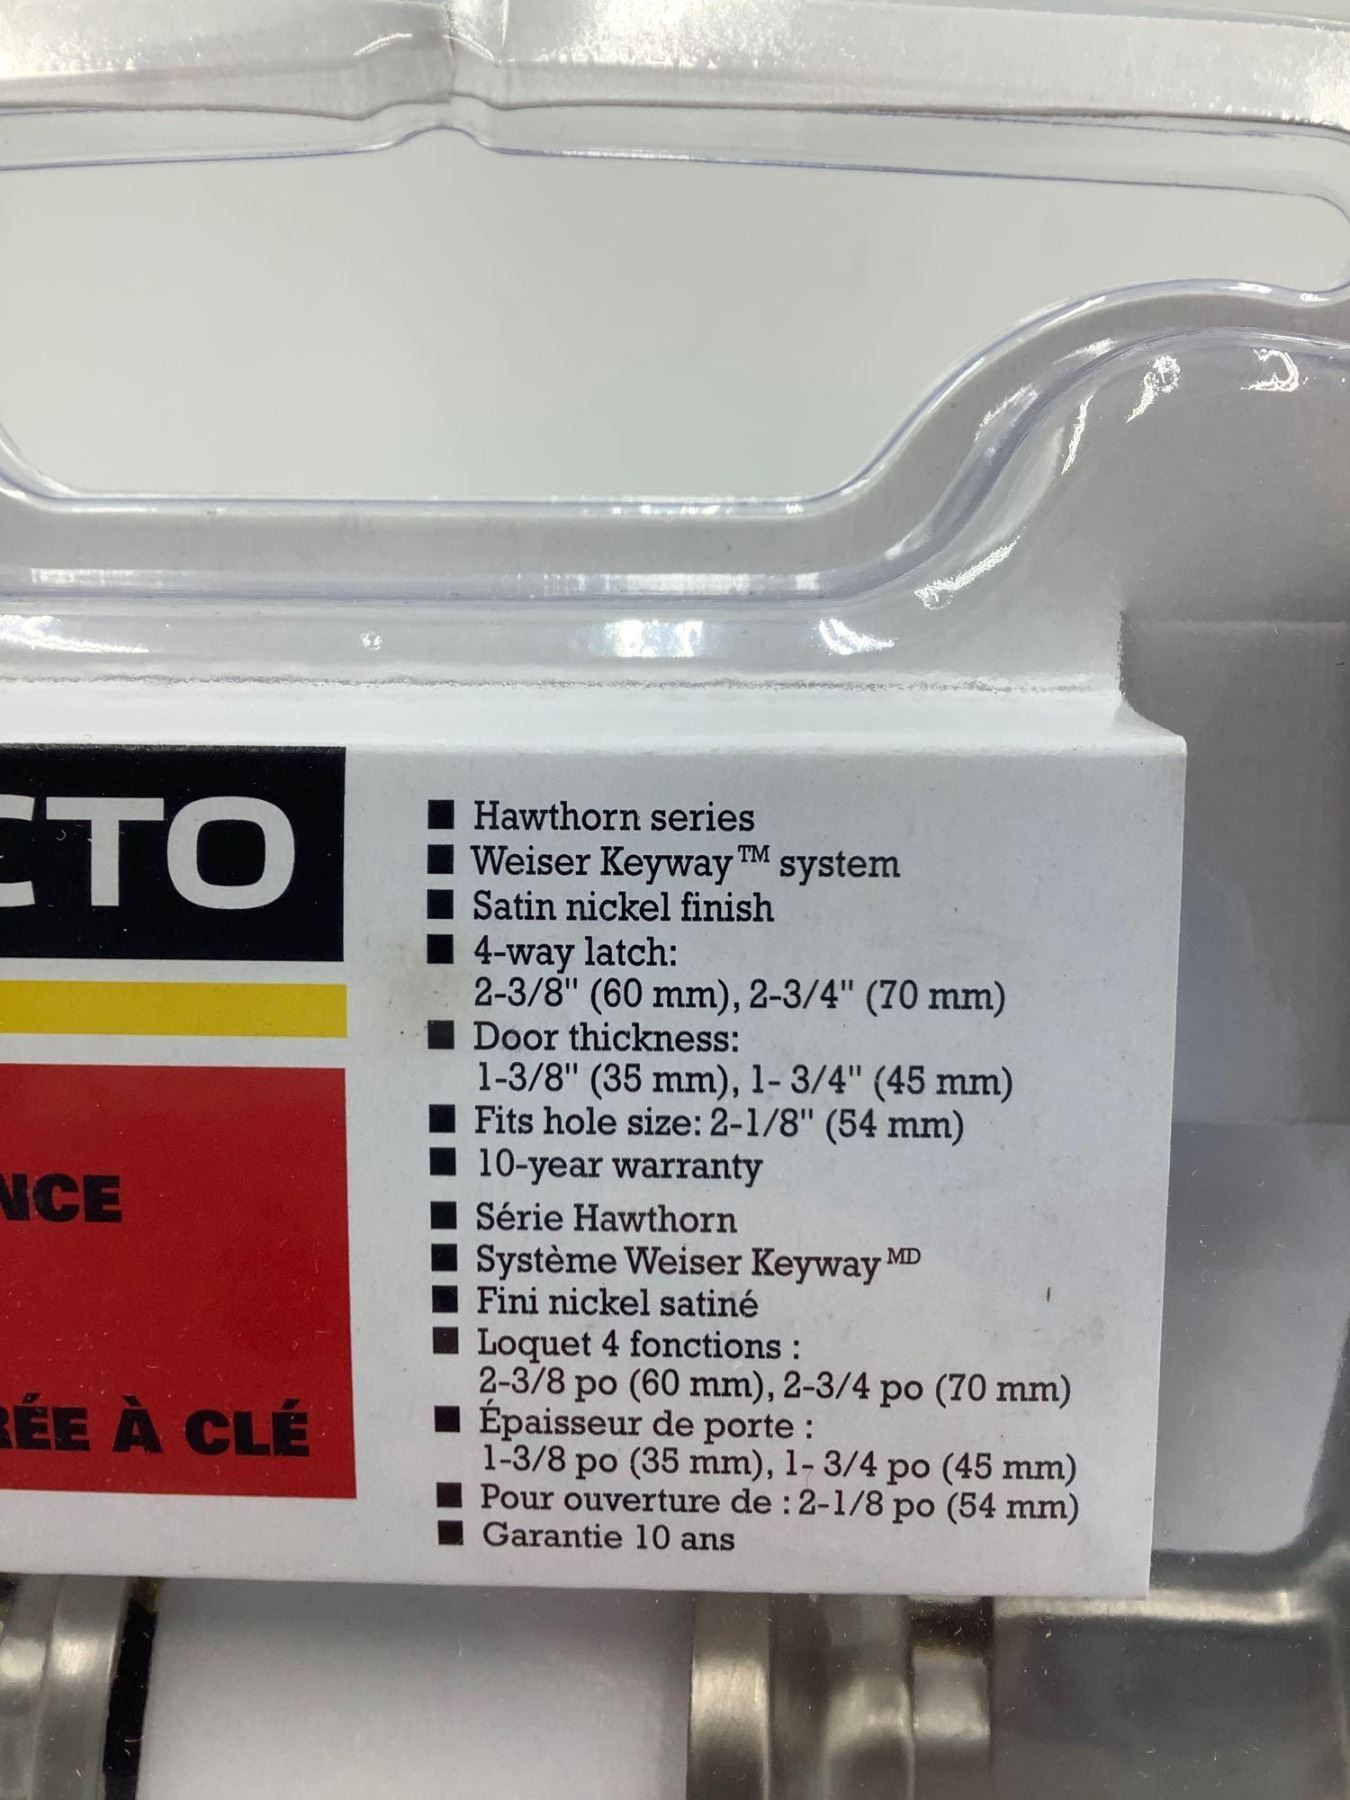 CTO
NCE
RÉE À CLÉ
■ Hawthorn series
■ Weiser Keyway™ system
■ Satin nickel finish
■ 4-way latch:
2-3/8" (60 mm), 2-3/4" (70 mm)
■ Door thickness:
1-3/8" (35 mm), 1- 3/4" (45 mm)
■ Fits hole size: 2-1/8" (54 mm)
■ 10-year warranty
■ Série Hawthorn
■ Système Weiser Keyway MD
■ Fini nickel satiné
■ Loquet 4 fonctions :
2-3/8 po (60 mm), 2-3/4 po (70 mm)
■ Épaisseur de porte :
1-3/8 po (35 mm), 1- 3/4 po (45 mm)
■ Pour ouverture de : 2-1/8 po (54 mm)
■ Garantie 10 ans